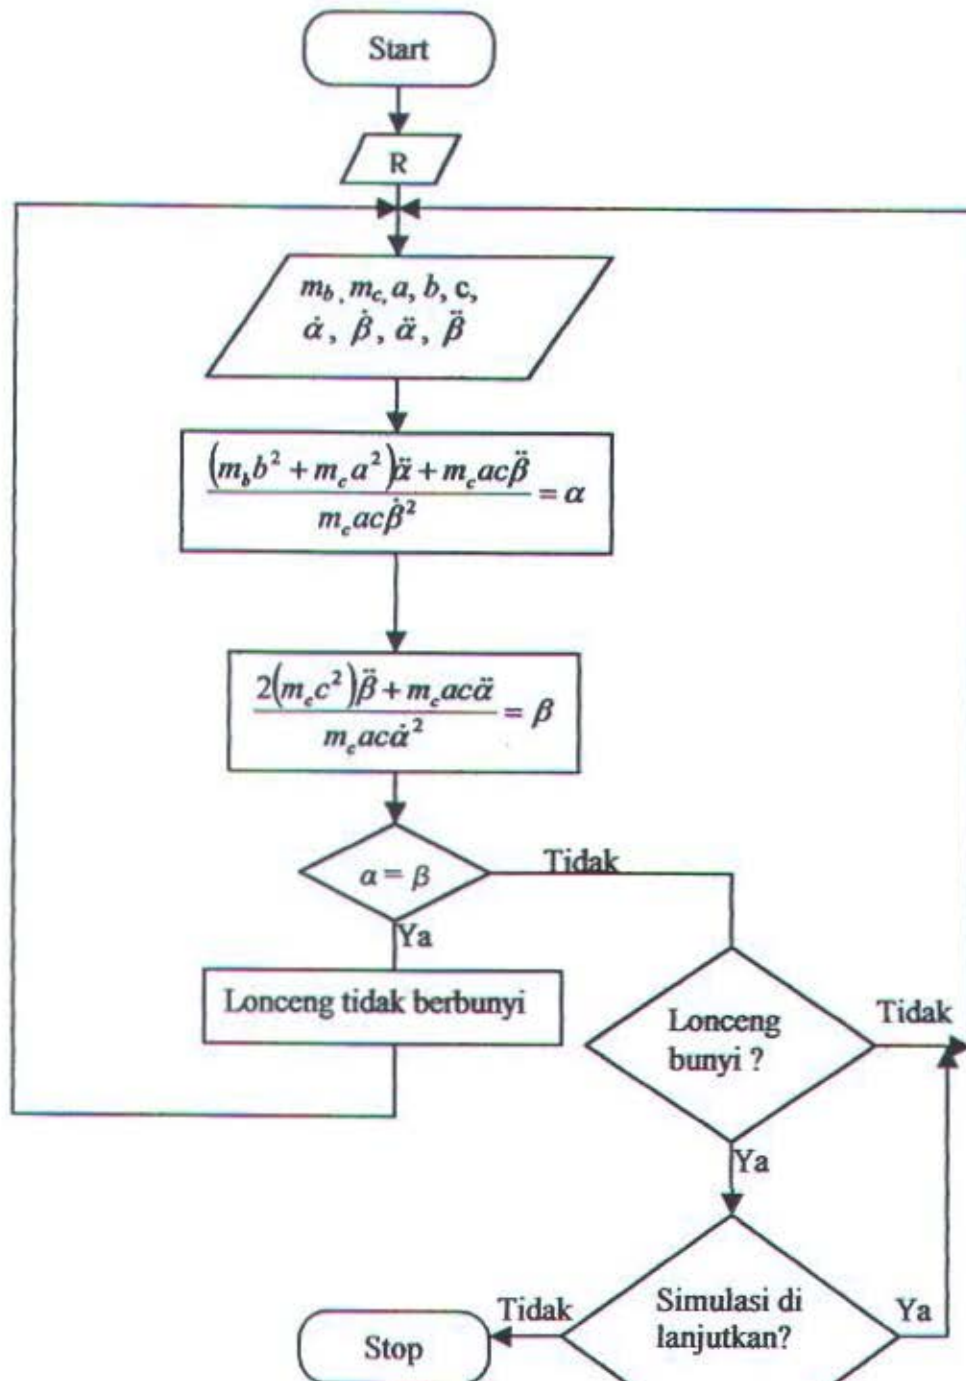 Start
R
m_b, m_c, a, b, c,
α̇, β̇, α̈, β̈
(m_b b² + m_c a²)α̈ + m_c acβ̈
= α
m_c acβ̇²
2(m_c c²)β̈ + m_c acα̈
= β
m_c acα̇²
α = β
Tidak
Ya
Lonceng tidak berbunyi
Lonceng
bunyi ?
Tidak
Ya
Simulasi di
lanjutkan?
Tidak
Ya
Stop